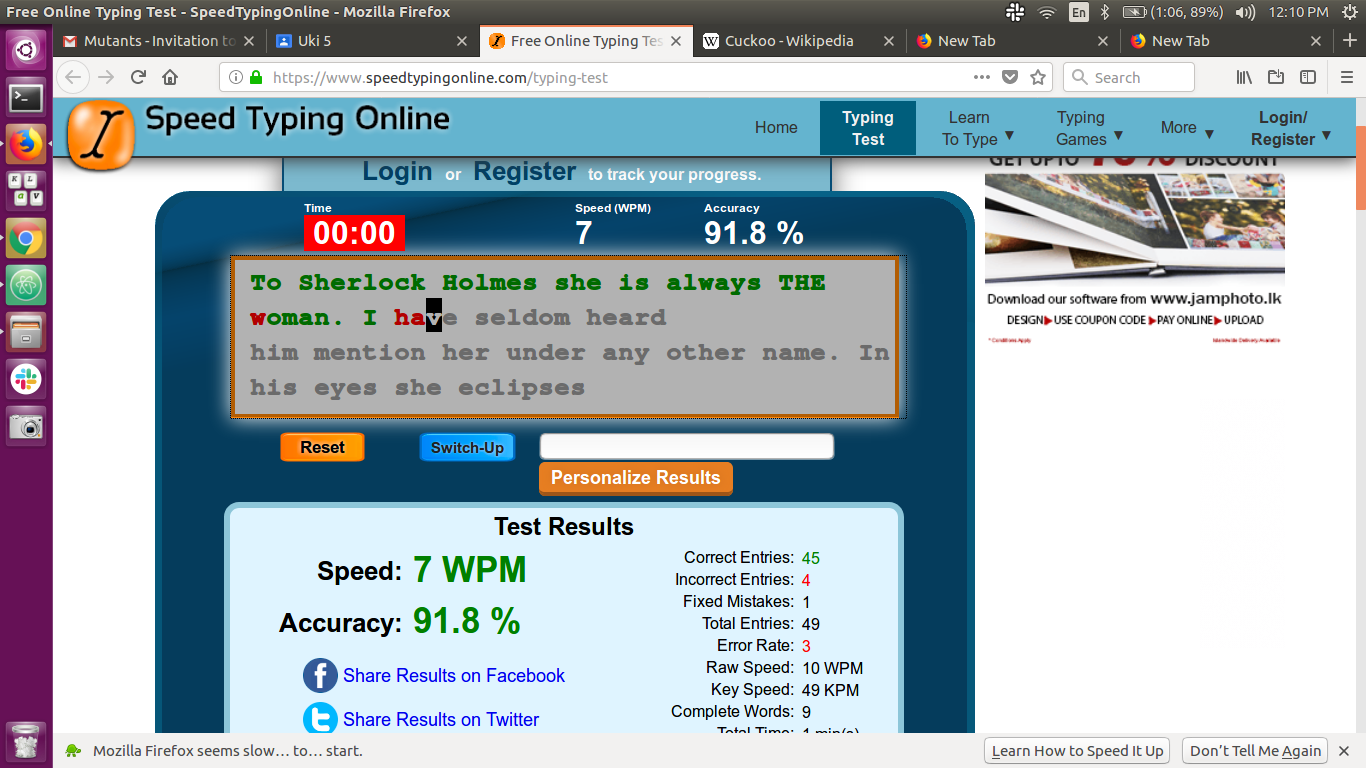 Free Online Typing Test - SpeedTypingOnline - Mozilla Firefox
En (1:06, 89%) 12:10 PM
Mutants - Invitation to
Uki 5
Free Online Typing Tes
Cuckoo - Wikipedia
New Tab
New Tab
https://www.speedtypingonline.com/typing-test
Search
Speed Typing Online
Home
Typing
Test
Learn
To Type
Typing
Games
More
Login/
Register
Login or Register to track your progress.
GET UPTO 70% DISCOUNT
Time
00:00
Speed (WPM)
7
Accuracy
91.8 %
To Sherlock Holmes she is always THE
woman. I have seldom heard
him mention her under any other name. In
his eyes she eclipses
Download our software from www.jamphoto.lk
DESIGN USE COUPON CODE PAY ONLINE UPLOAD
* Conditions Apply
Reset
Switch-Up
Personalize Results
Test Results
Speed: 7 WPM
Accuracy: 91.8 %
Share Results on Facebook
Share Results on Twitter
Correct Entries: 45
Incorrect Entries: 4
Fixed Mistakes: 1
Total Entries: 49
Error Rate: 3
Raw Speed: 10 WPM
Key Speed: 49 KPM
Complete Words: 9
Total Time: 1 min(s)
Mozilla Firefox seems slow… to… start.
Learn How to Speed It Up
Don't Tell Me Again